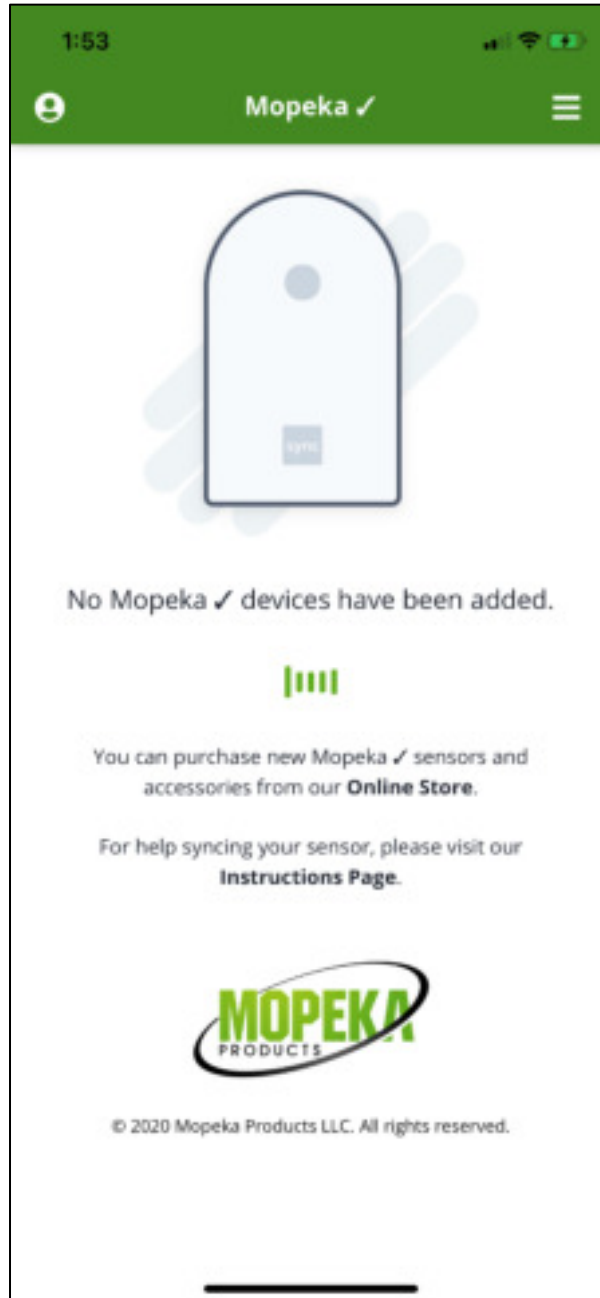 1:53
Mopeka ✓
sync
No Mopeka ✓ devices have been added.
You can purchase new Mopeka ✓ sensors and
accessories from our Online Store.
For help syncing your sensor, please visit our
Instructions Page.
MOPEKA
PRODUCTS
© 2020 Mopeka Products LLC. All rights reserved.